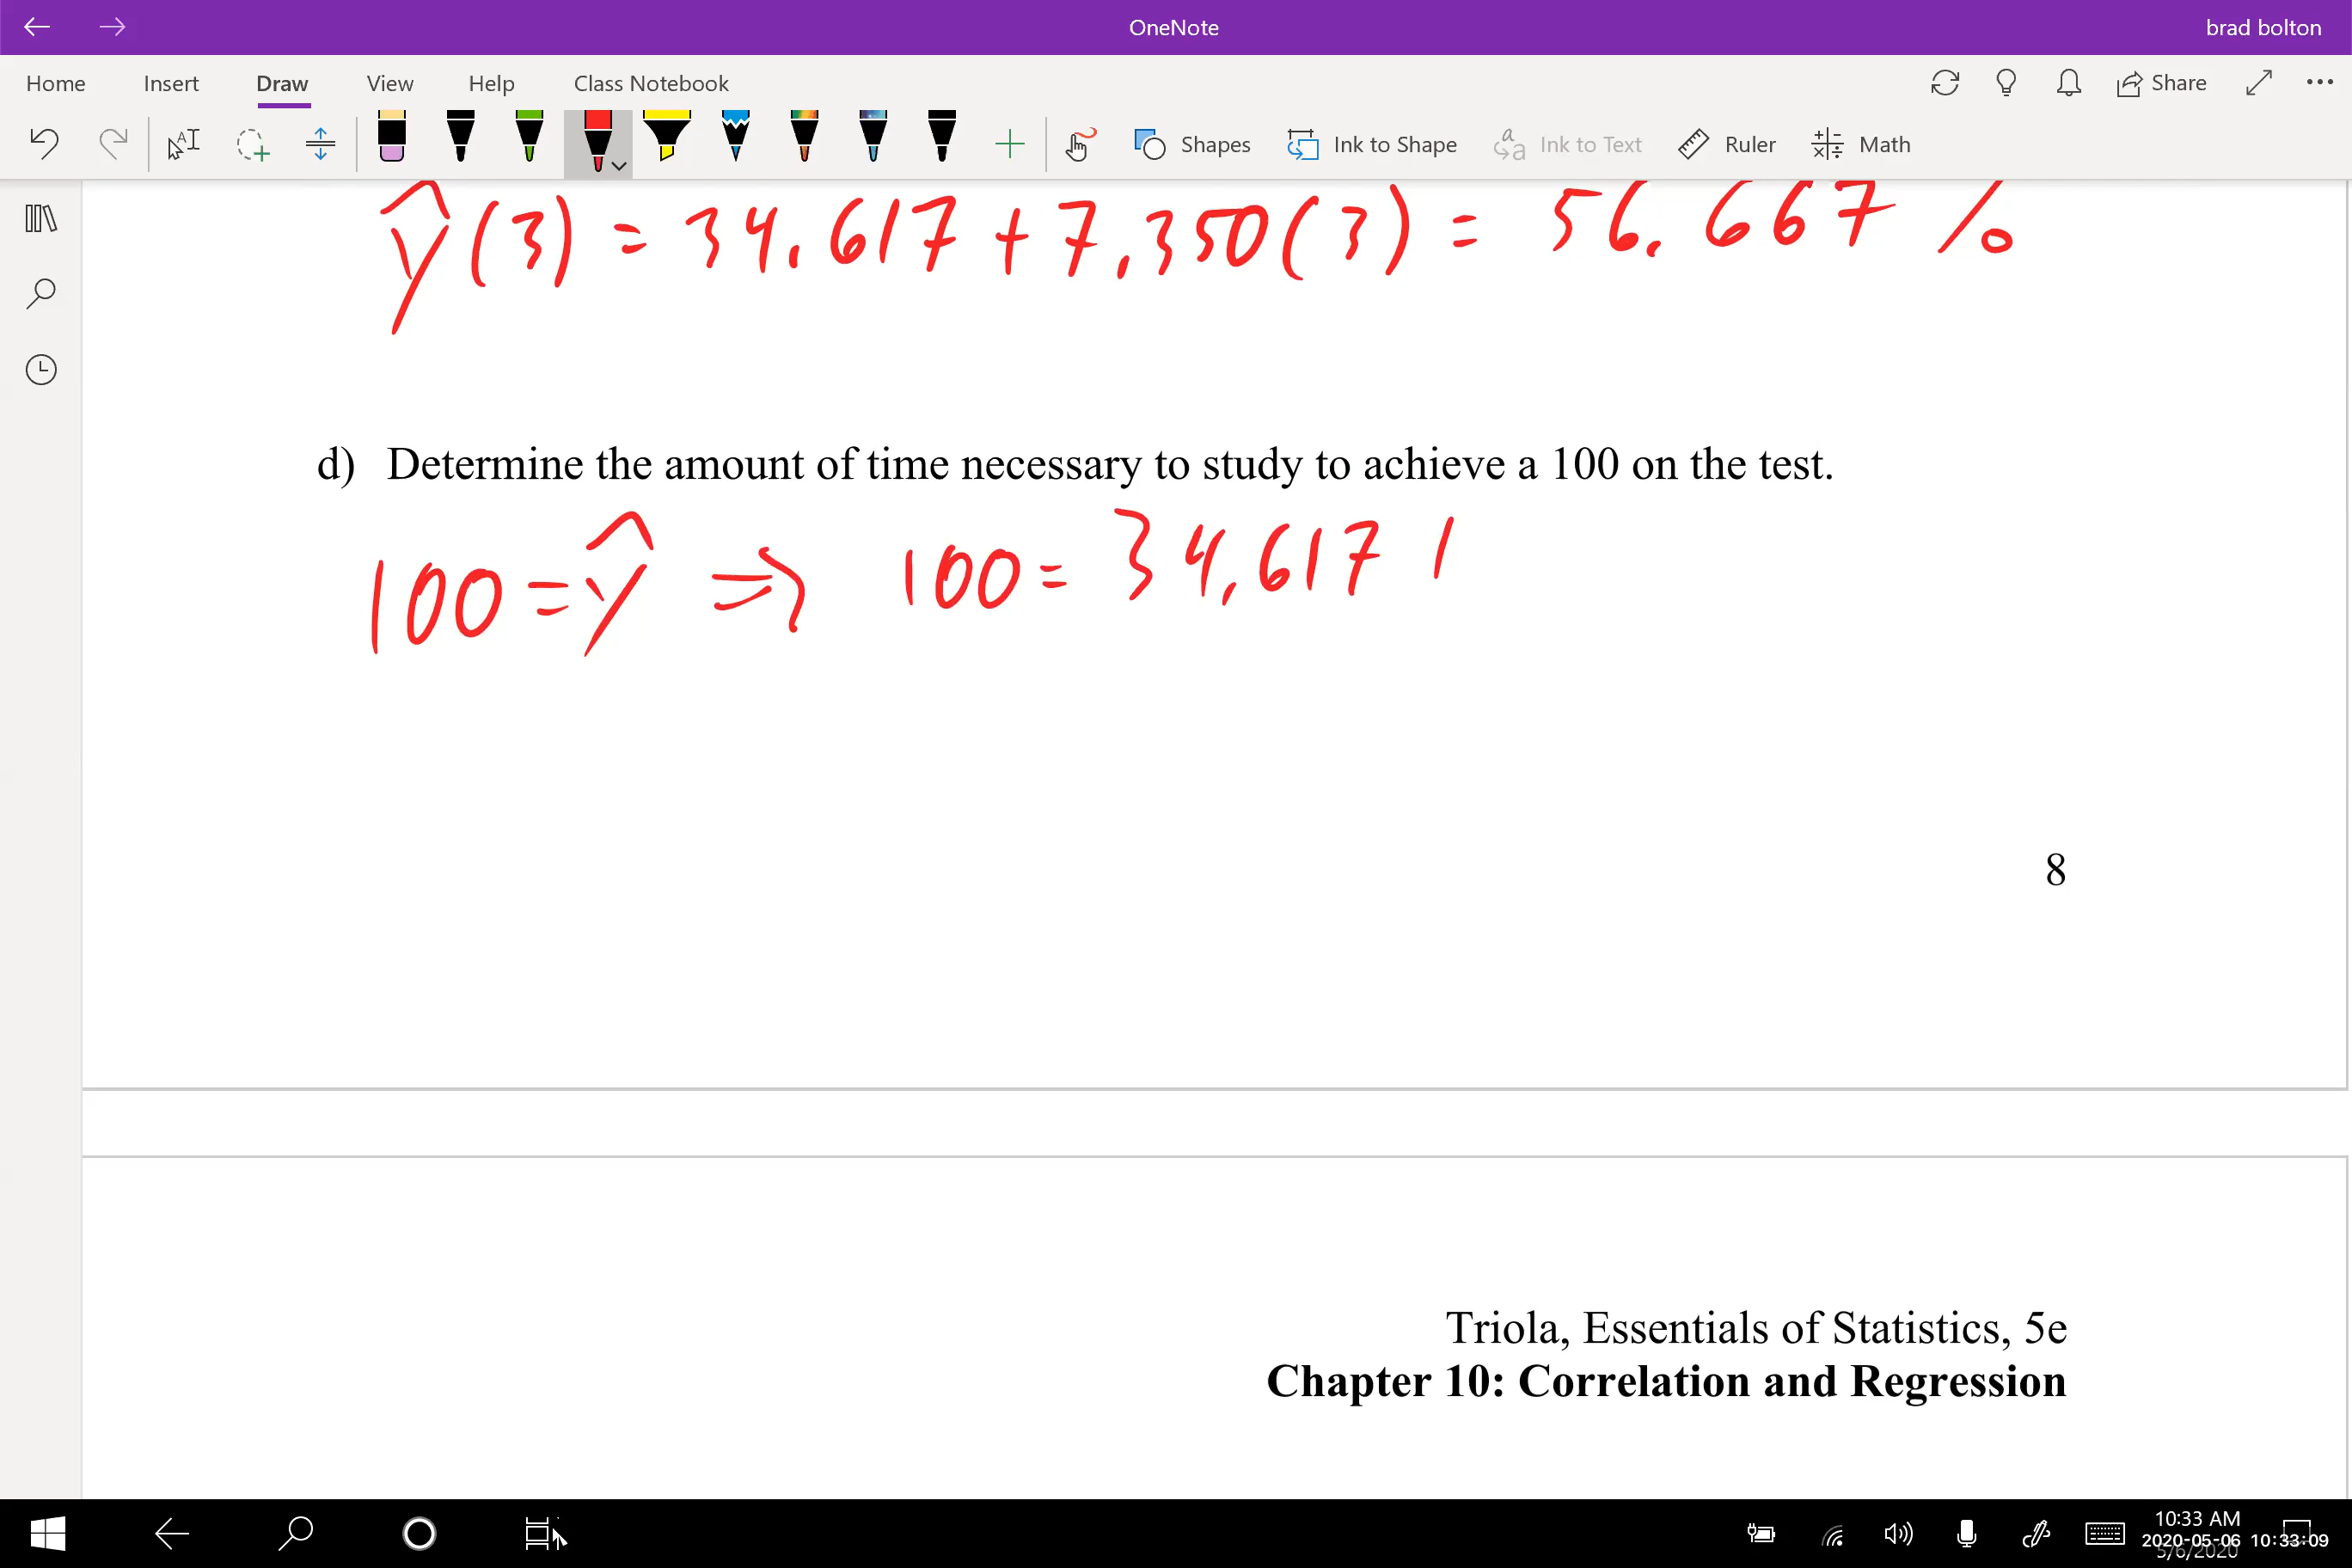 OneNote
brad bolton
Home Insert Draw View Help Class Notebook Share
Shapes Ink to Shape Ink to Text Ruler Math
ŷ(3) = 34.617 + 7.350(3) = 56.667 %
d) Determine the amount of time necessary to study to achieve a 100 on the test.
100 = ŷ ⇒ 100 = 34.617 |
8
Triola, Essentials of Statistics, 5e
Chapter 10: Correlation and Regression
10:33 AM
2020-05-06 10:33:09
5/6/2020